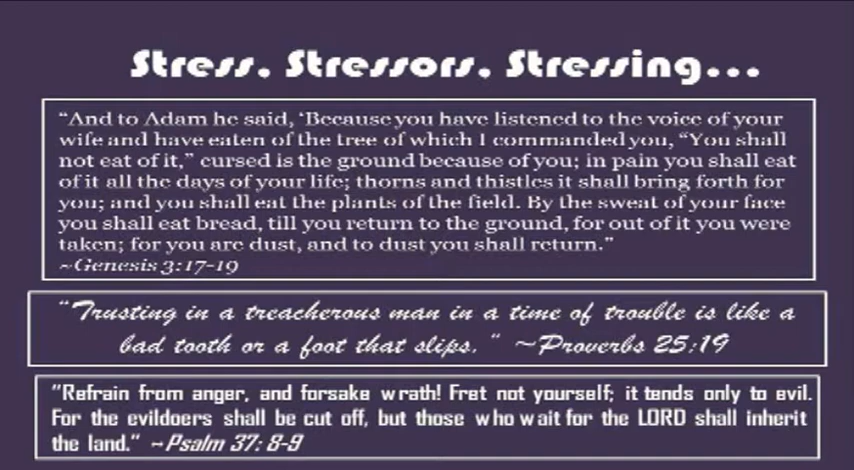 Stress, Stressors, Stressing...
“And to Adam he said, ‘Because you have listened to the voice of your
wife and have eaten of the tree of which I commanded you, “You shall
not eat of it,” cursed is the ground because of you; in pain you shall eat
of it all the days of your life; thorns and thistles it shall bring forth for
you; and you shall eat the plants of the field. By the sweat of your face
you shall eat bread, till you return to the ground, for out of it you were
taken; for you are dust, and to dust you shall return.”
~Genesis 3:17-19
“Trusting in a treacherous man in a time of trouble is like a
bad tooth or a foot that slips. “ ~Proverbs 25:19
“Refrain from anger, and forsake wrath! Fret not yourself; it tends only to evil.
For the evildoers shall be cut off, but those who wait for the LORD shall inherit
the land.” ~Psalm 37: 8-9